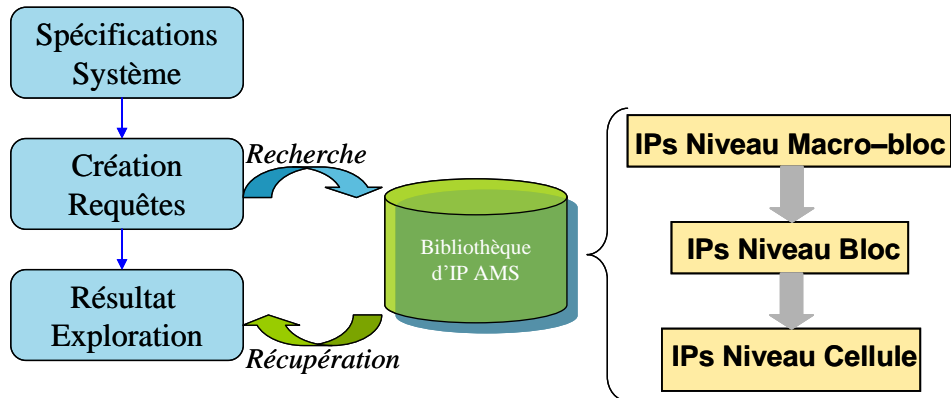 Spécifications
Système
Création
Requêtes
Résultat
Exploration
Recherche
Récupération
Bibliothèque
d'IP AMS
IPs Niveau Macro–bloc
IPs Niveau Bloc
IPs Niveau Cellule